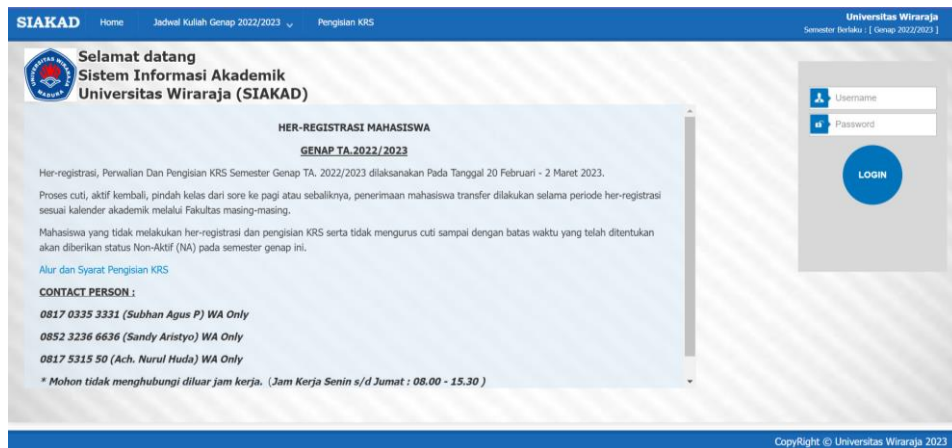 SIAKAD Home Jadwal Kuliah Genap 2022/2023 Pengisian KRS
Universitas Wiraraja
Semester Berlaku : [ Genap 2022/2023 ]
UNIVERSITAS WIRARAJA
MADURA
Selamat datang
Sistem Informasi Akademik
Universitas Wiraraja (SIAKAD)
HER-REGISTRASI MAHASISWA
GENAP TA.2022/2023
Her-registrasi, Perwalian Dan Pengisian KRS Semester Genap TA. 2022/2023 dilaksanakan Pada Tanggal 20 Februari - 2 Maret 2023.
Proses cuti, aktif kembali, pindah kelas dari sore ke pagi atau sebaliknya, penerimaan mahasiswa transfer dilakukan selama periode her-registrasi
sesuai kalender akademik melalui Fakultas masing-masing.
Mahasiswa yang tidak melakukan her-registrasi dan pengisian KRS serta tidak mengurus cuti sampai dengan batas waktu yang telah ditentukan
akan diberikan status Non-Aktif (NA) pada semester genap ini.
Alur dan Syarat Pengisian KRS
CONTACT PERSON :
0817 0335 3331 (Subhan Agus P) WA Only
0852 3236 6636 (Sandy Aristyo) WA Only
0817 5315 50 (Ach. Nurul Huda) WA Only
* Mohon tidak menghubungi diluar jam kerja. (Jam Kerja Senin s/d Jumat : 08.00 - 15.30 )
Username
Password
LOGIN
CopyRight © Universitas Wiraraja 2023